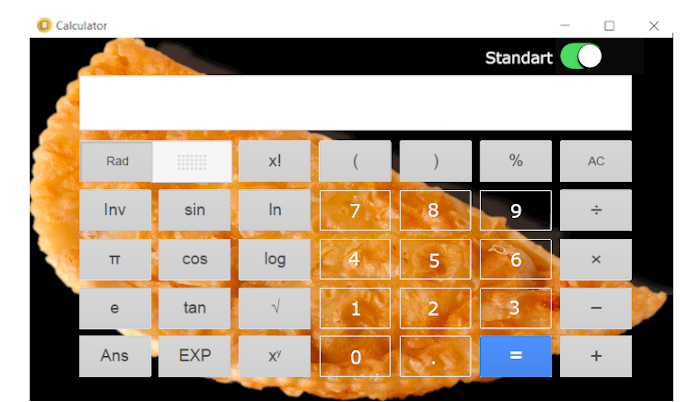 Calculator
Standart
Rad x! ( ) % AC
Inv sin ln 7 8 9 ÷
π cos log 4 5 6 ×
e tan √ 1 2 3 −
Ans EXP xʸ 0 . = +